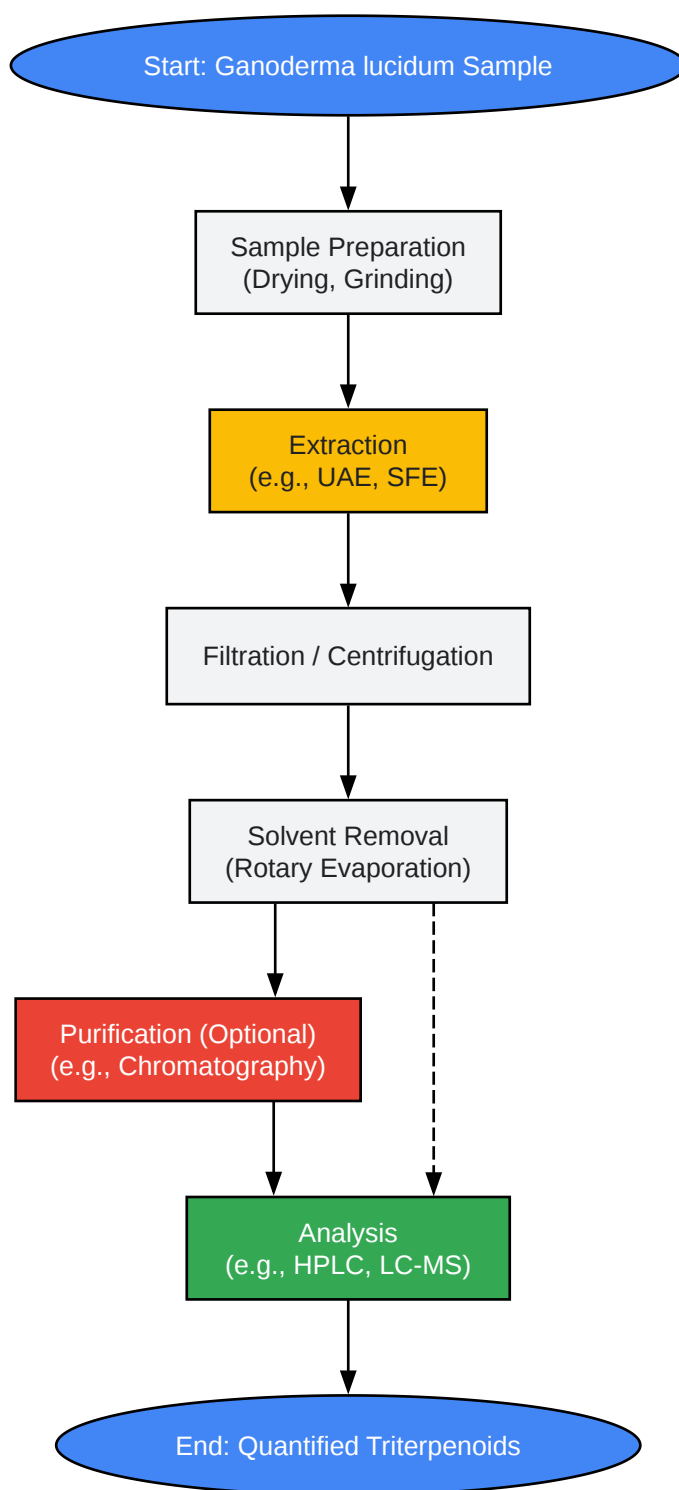 Start: Ganoderma lucidum Sample
Sample Preparation
(Drying, Grinding)
Extraction
(e.g., UAE, SFE)
Filtration / Centrifugation
Solvent Removal
(Rotary Evaporation)
Purification (Optional)
(e.g., Chromatography)
Analysis
(e.g., HPLC, LC-MS)
End: Quantified Triterpenoids